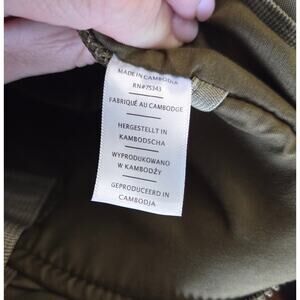 MADE IN CAMBODIA
RN#75343
FABRIQUÉ AU CAMBODGE
HERGESTELLT IN
KAMBODSCHA
WYPRODUKOWANO
W KAMBODŻY
GEPRODUCEERD IN
CAMBODJA